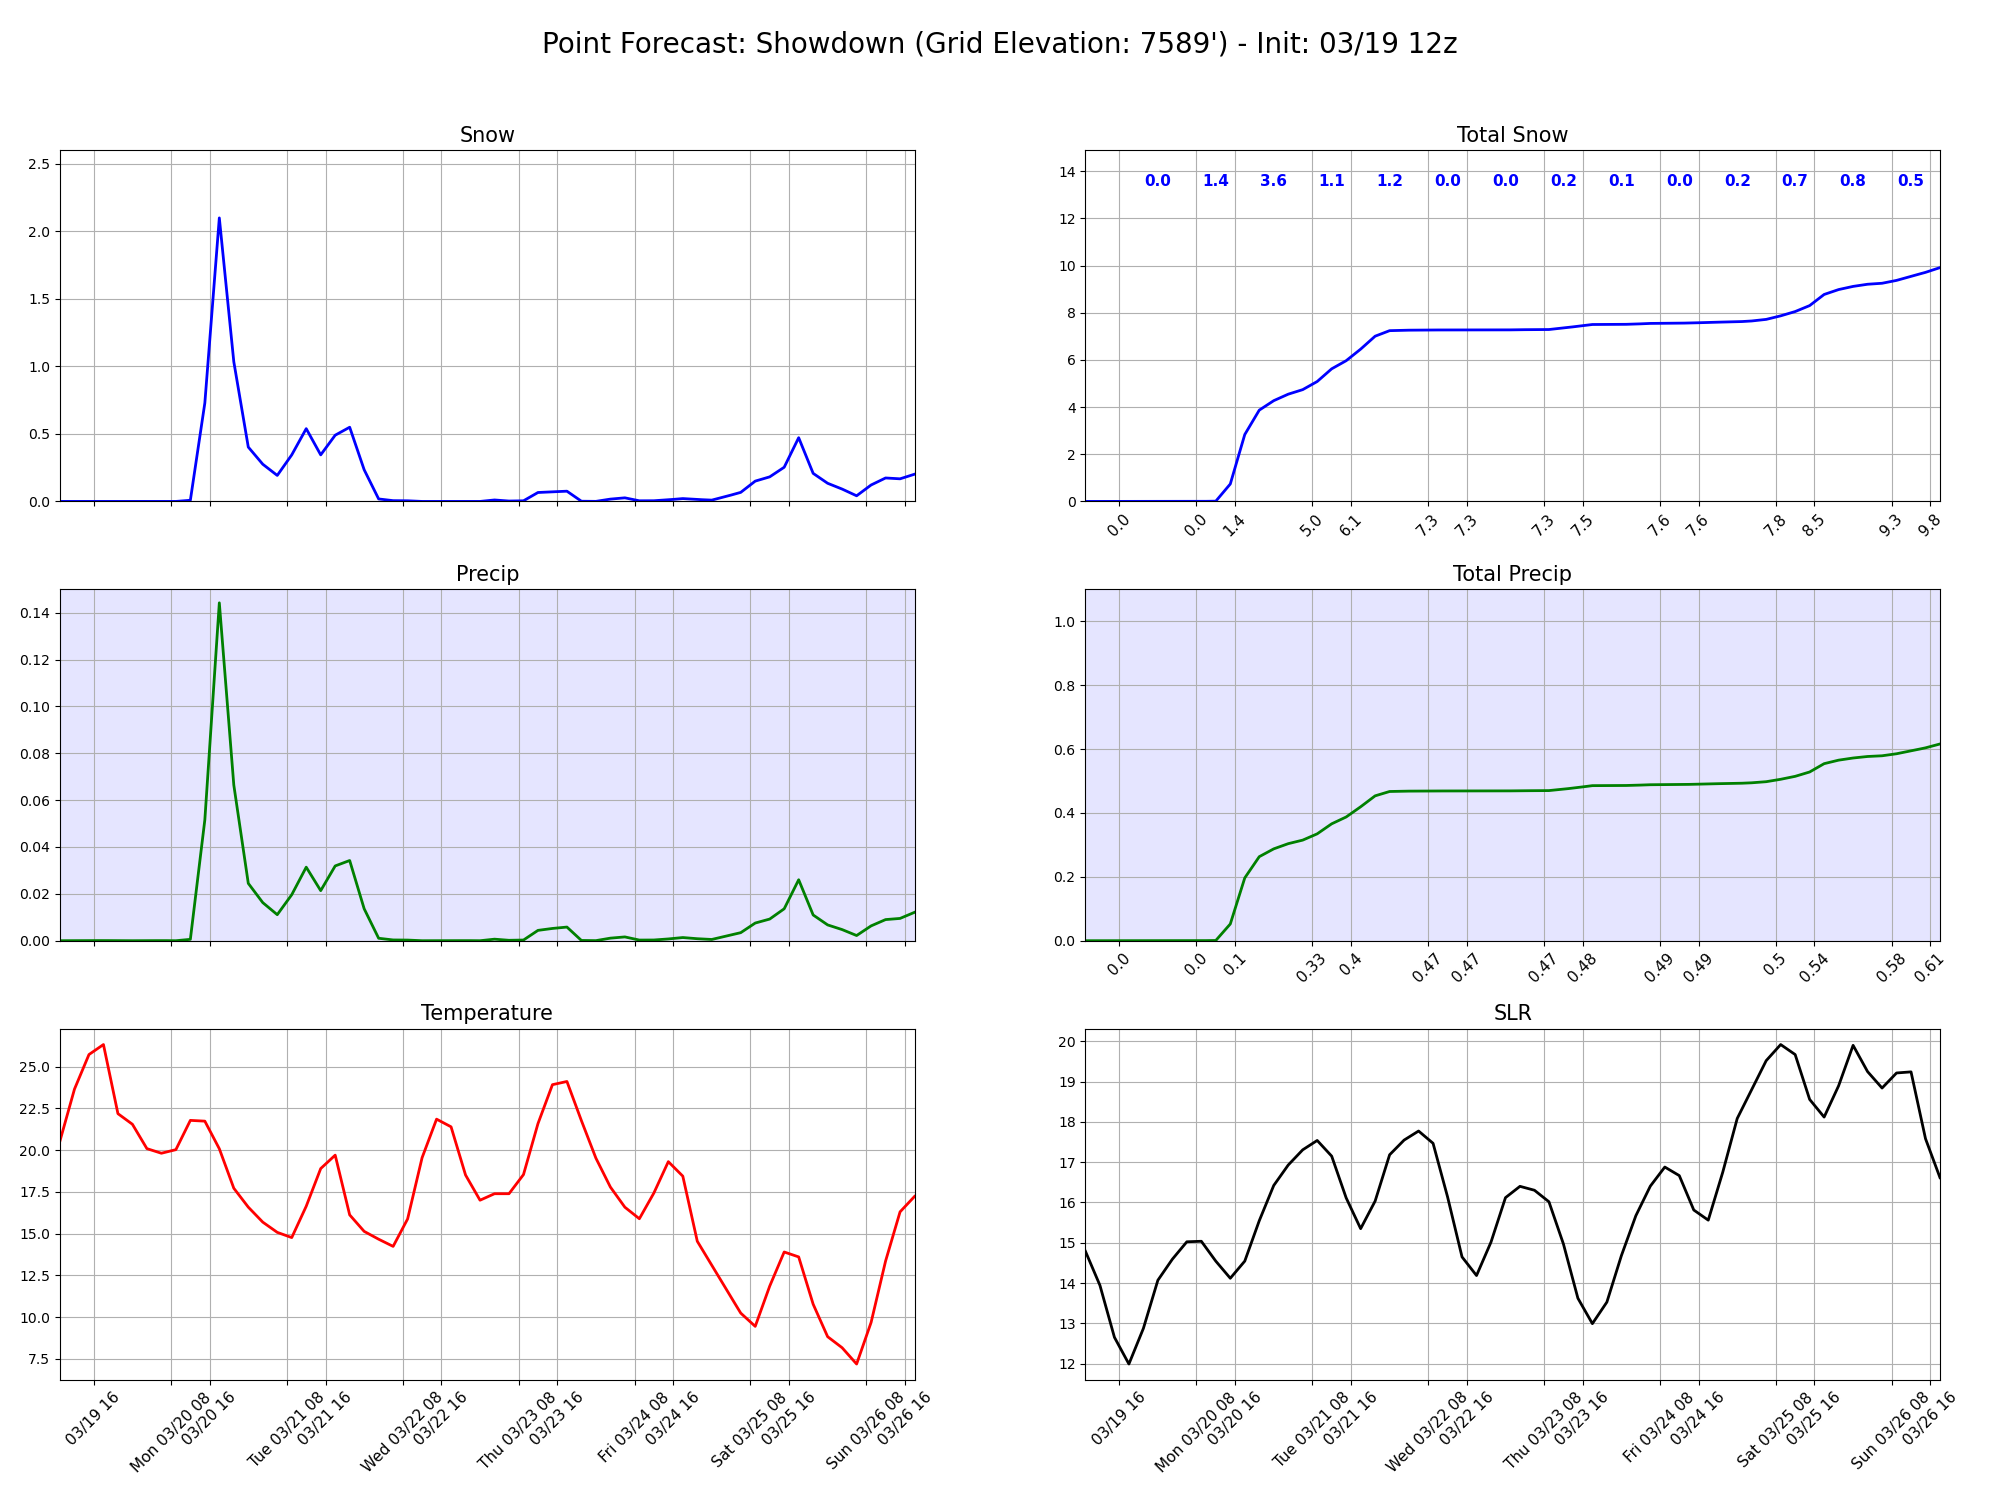 Point Forecast: Showdown (Grid Elevation: 7589') - Init: 03/19 12z
Snow
2.5
2.0
1.5
1.0
0.5
0.0
Total Snow
14
12
10
8
6
4
2
0
0.0 1.4 3.6 1.1 1.2 0.0 0.0 0.2 0.1 0.0 0.2 0.7 0.8 0.5
0.0 0.0 1.4 5.0 6.1 7.3 7.3 7.3 7.5 7.6 7.6 7.8 8.5 9.3 9.8
Precip
0.14
0.12
0.10
0.08
0.06
0.04
0.02
0.00
Total Precip
1.0
0.8
0.6
0.4
0.2
0.0
0.0 0.0 0.1 0.33 0.4 0.47 0.47 0.47 0.48 0.49 0.49 0.5 0.54 0.58 0.61
Temperature
25.0
22.5
20.0
17.5
15.0
12.5
10.0
7.5
03/19 16
Mon 03/20 08
03/20 16
Tue 03/21 08
03/21 16
Wed 03/22 08
03/22 16
Thu 03/23 08
03/23 16
Fri 03/24 08
03/24 16
Sat 03/25 08
03/25 16
Sun 03/26 08
03/26 16
SLR
20
19
18
17
16
15
14
13
12
03/19 16
Mon 03/20 08
03/20 16
Tue 03/21 08
03/21 16
Wed 03/22 08
03/22 16
Thu 03/23 08
03/23 16
Fri 03/24 08
03/24 16
Sat 03/25 08
03/25 16
Sun 03/26 08
03/26 16